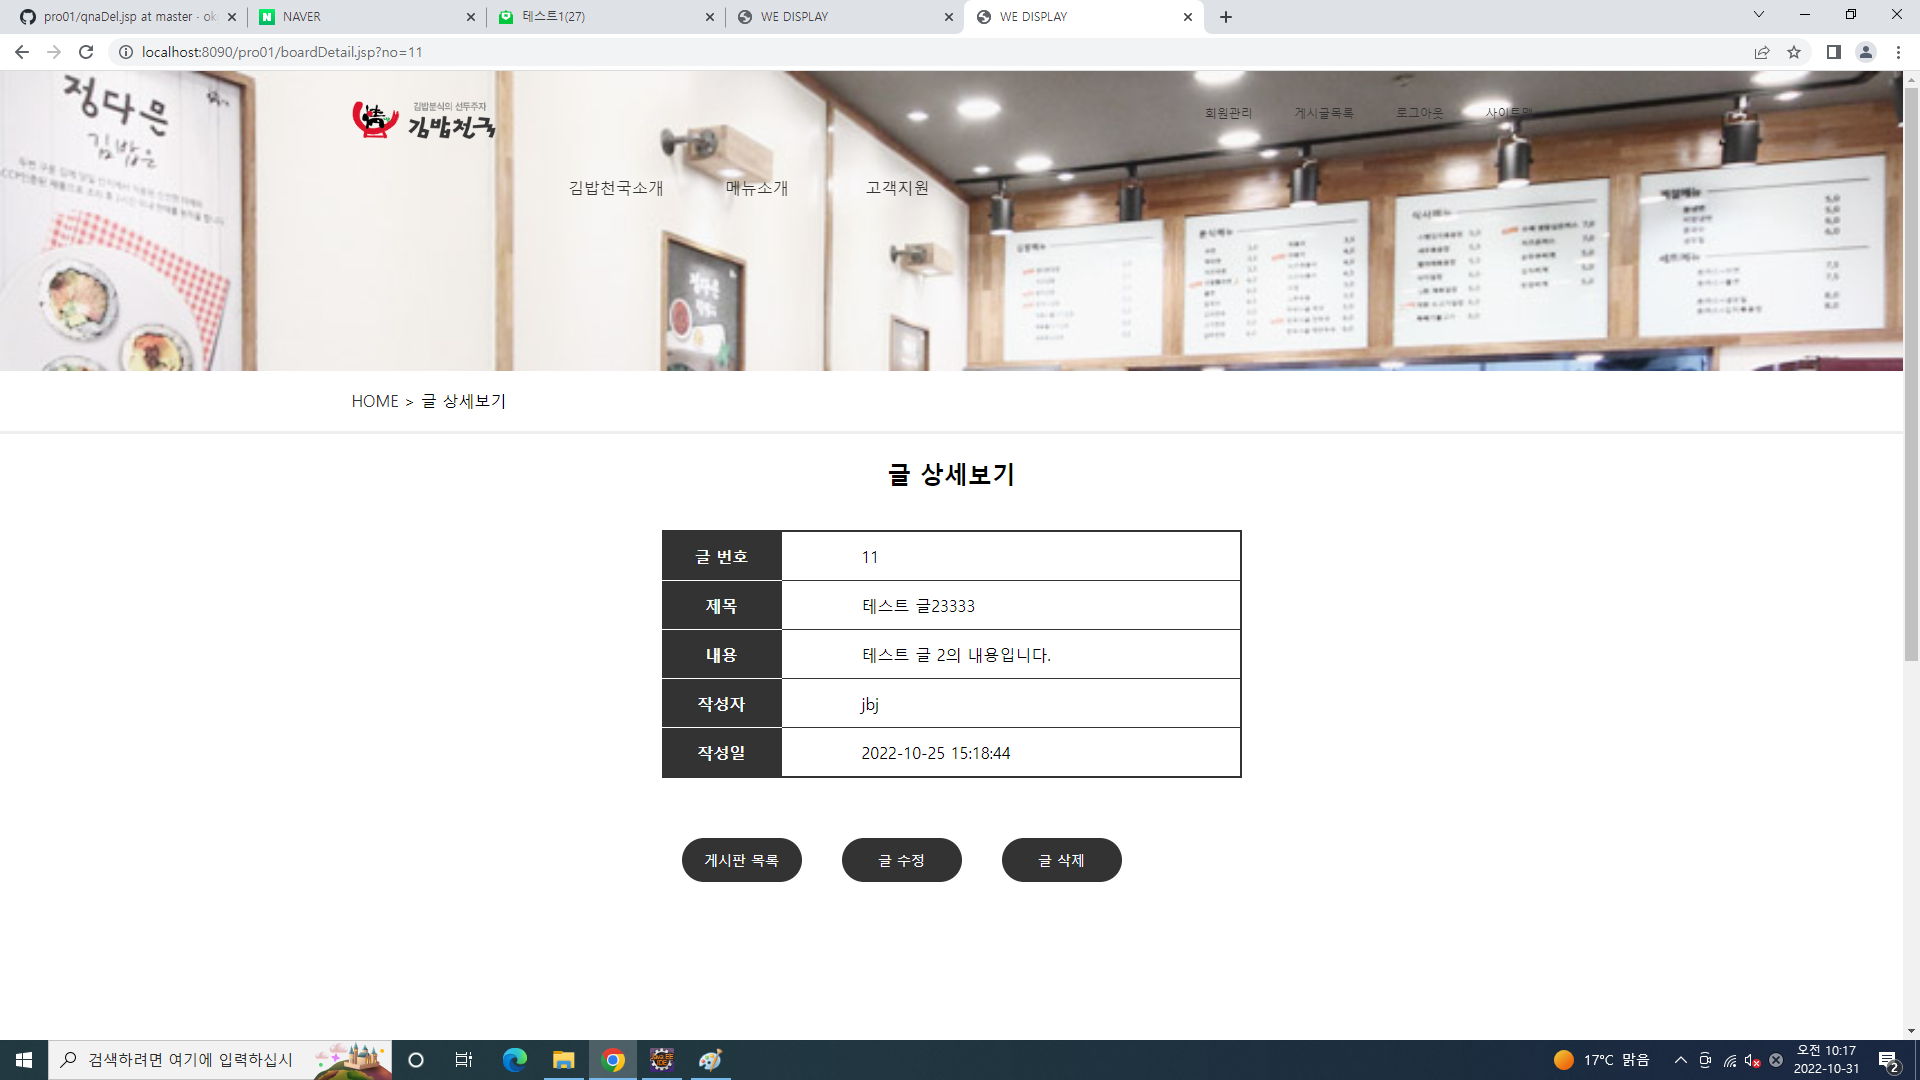 pro01/qnaDel.jsp at master · ok
NAVER
테스트1(27)
WE DISPLAY
WE DISPLAY
localhost:8090/pro01/boardDetail.jsp?no=11
정다믄
김밥은
김밥분식의 선두주자
김밥천국
회원관리
게시글목록
로그아웃
사이트맵
김밥천국소개
메뉴소개
고객지원
HOME > 글 상세보기
글 상세보기
글 번호 11
제목 테스트 글23333
내용 테스트 글 2의 내용입니다.
작성자 jbj
작성일 2022-10-25 15:18:44
게시판 목록
글 수정
글 삭제
검색하려면 여기에 입력하십시
17°C 맑음
오전 10:17
2022-10-31
2